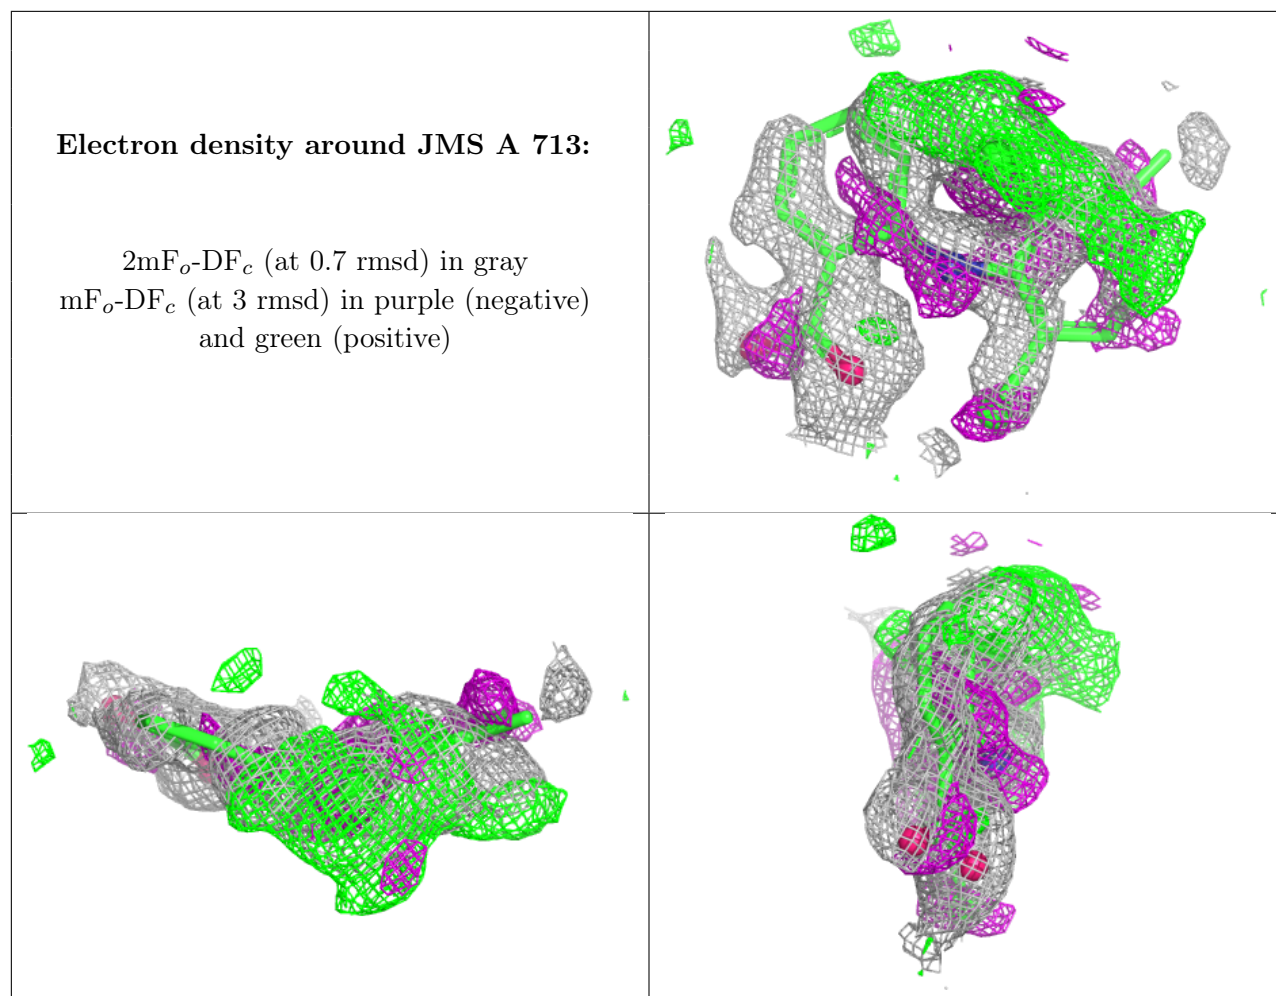 Electron density around JMS A 713:
2mFo-DFc (at 0.7 rmsd) in gray
mFo-DFc (at 3 rmsd) in purple (negative)
and green (positive)